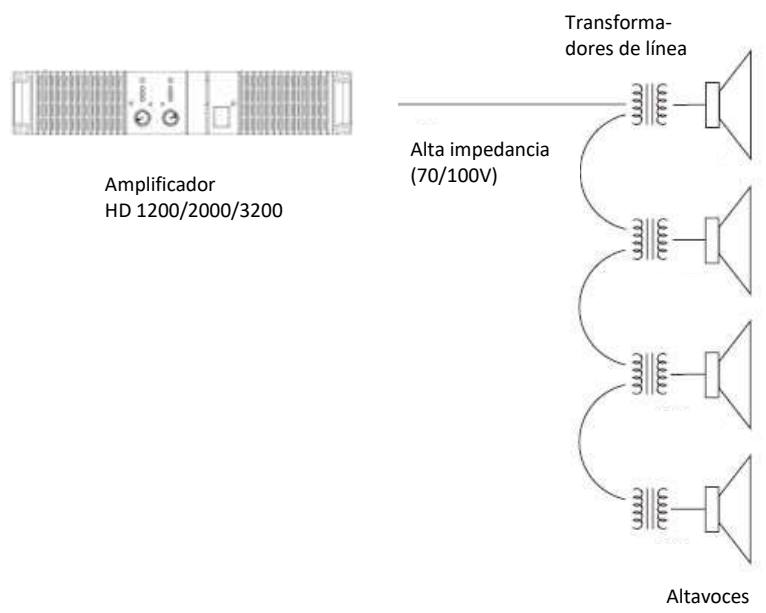 Transforma-
dores de línea
Alta impedancia
(70/100V)
Amplificador
HD 1200/2000/3200
Altavoces